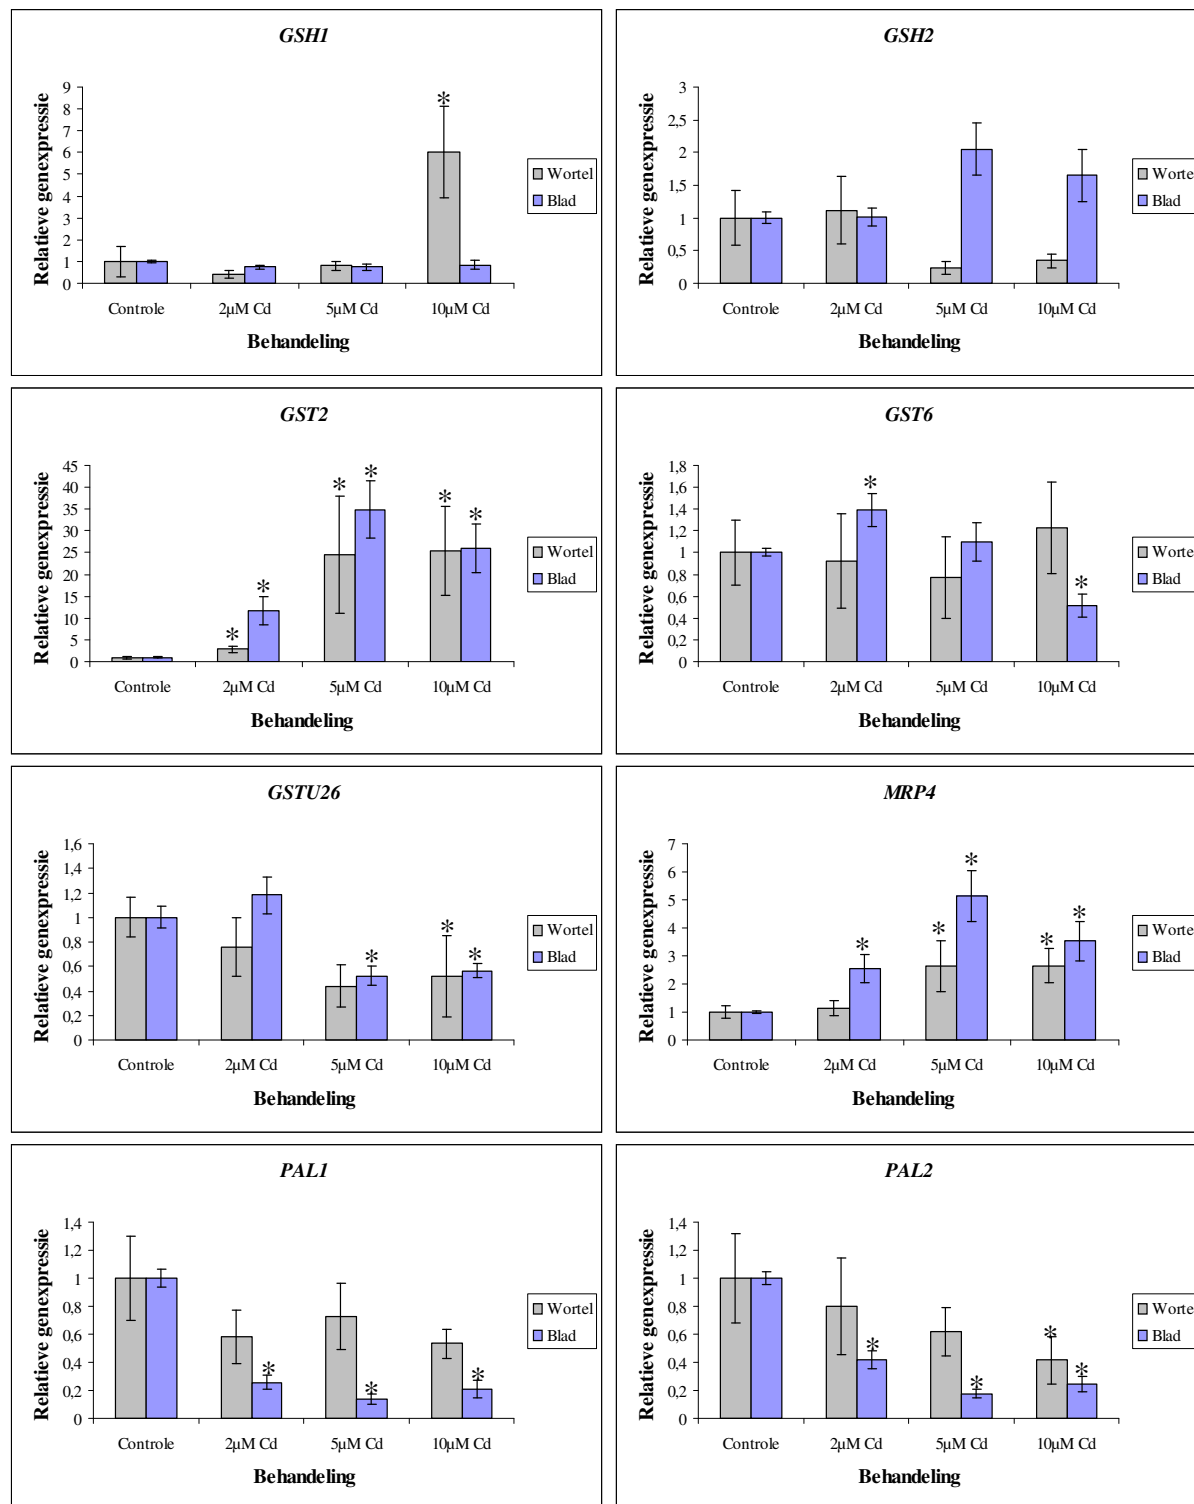 GSH1
Relatieve genexpressie
9
8
7
6
5
4
3
2
1
0
*
Controle 2µM Cd 5µM Cd 10µM Cd
Behandeling
Wortel
Blad
GSH2
Relatieve genexpressie
3
2,5
2
1,5
1
0,5
0
Controle 2µM Cd 5µM Cd 10µM Cd
Behandeling
Wortel
Blad
GST2
Relatieve genexpressie
45
40
35
30
25
20
15
10
5
0
* * * * * *
Controle 2µM Cd 5µM Cd 10µM Cd
Behandeling
Wortel
Blad
GST6
Relatieve genexpressie
1,8
1,6
1,4
1,2
1
0,8
0,6
0,4
0,2
0
* *
Controle 2µM Cd 5µM Cd 10µM Cd
Behandeling
Wortel
Blad
GSTU26
Relatieve genexpressie
1,6
1,4
1,2
1
0,8
0,6
0,4
0,2
0
* * *
Controle 2µM Cd 5µM Cd 10µM Cd
Behandeling
Wortel
Blad
MRP4
Relatieve genexpressie
7
6
5
4
3
2
1
0
* * * * *
Controle 2µM Cd 5µM Cd 10µM Cd
Behandeling
Wortel
Blad
PAL1
Relatieve genexpressie
1,4
1,2
1
0,8
0,6
0,4
0,2
0
* * *
Controle 2µM Cd 5µM Cd 10µM Cd
Behandeling
Wortel
Blad
PAL2
Relatieve genexpressie
1,4
1,2
1
0,8
0,6
0,4
0,2
0
* * * *
Controle 2µM Cd 5µM Cd 10µM Cd
Behandeling
Wortel
Blad